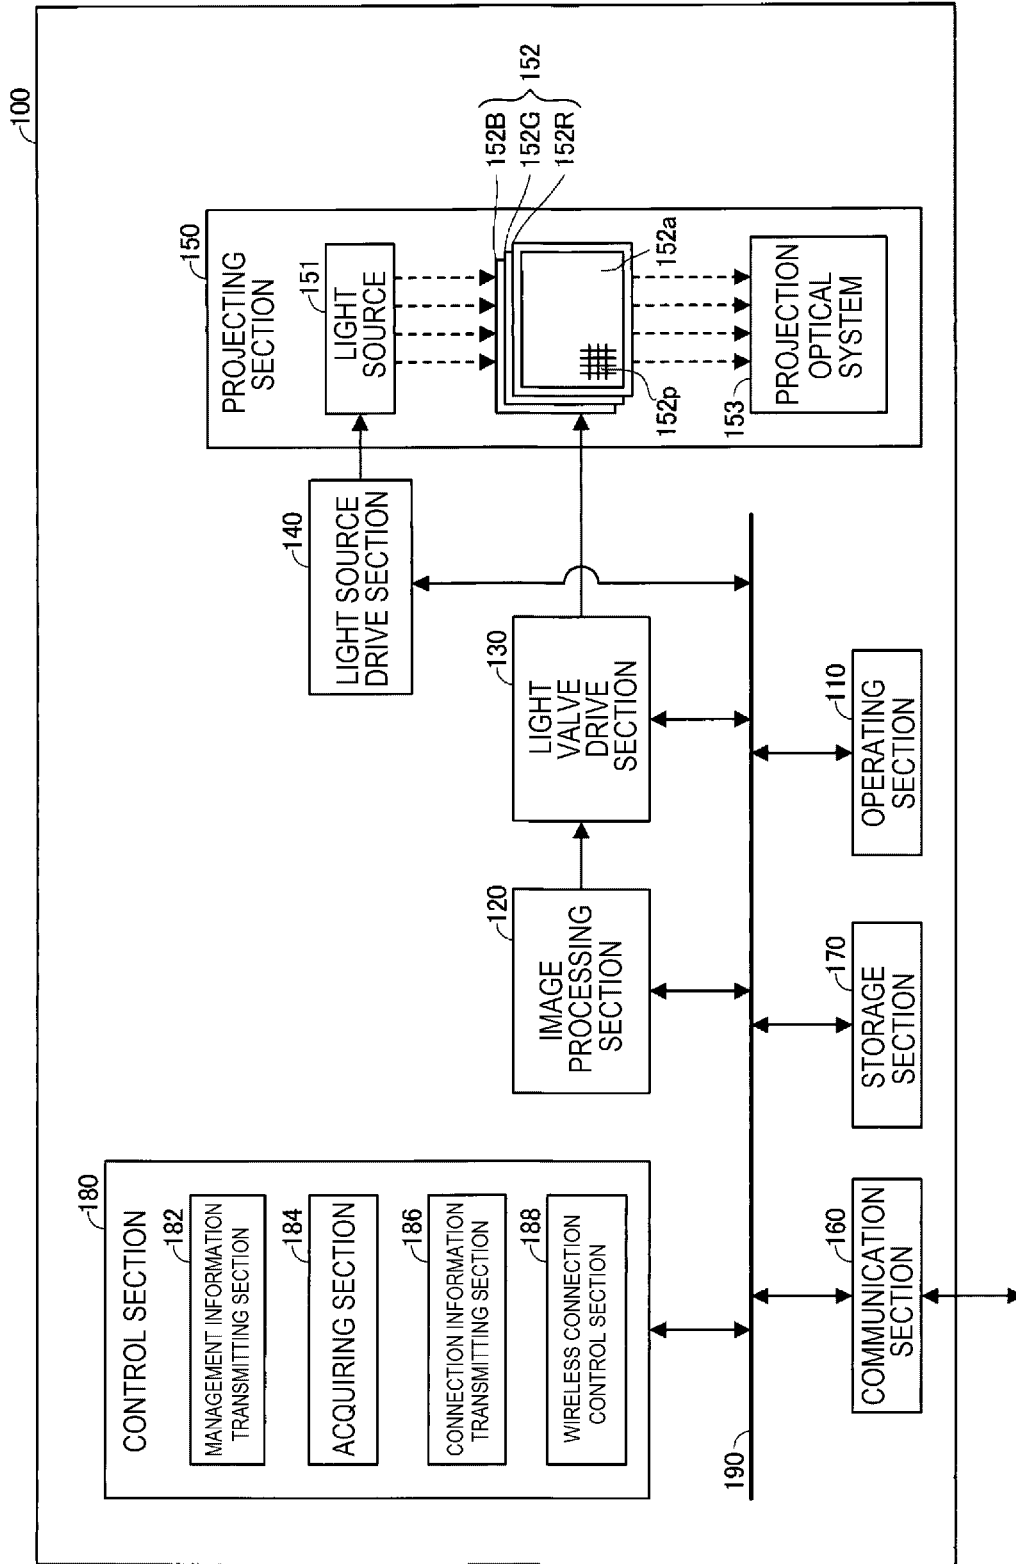 100
CONTROL SECTION
180
MANAGEMENT INFORMATION
TRANSMITTING SECTION
182
ACQUIRING SECTION
184
CONNECTION INFORMATION
TRANSMITTING SECTION
186
WIRELESS CONNECTION
CONTROL SECTION
188
LIGHT SOURCE
DRIVE SECTION
140
PROJECTING
SECTION
150
LIGHT
SOURCE
151
152B
152G
152R
152
152a
152p
PROJECTION
OPTICAL
SYSTEM
153
IMAGE
PROCESSING
SECTION
120
LIGHT
VALVE
DRIVE
SECTION
130
190
COMMUNICATION
SECTION
160
STORAGE
SECTION
170
OPERATING
SECTION
110